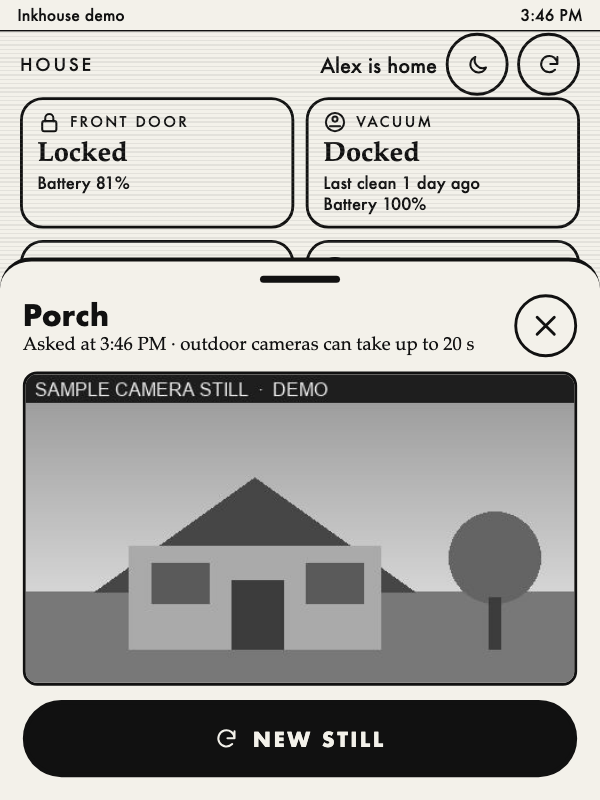 Inkhouse demo 3:46 PM
HOUSE Alex is home
FRONT DOOR
Locked
Battery 81%
VACUUM
Docked
Last clean 1 day ago
Battery 100%
Porch
Asked at 3:46 PM · outdoor cameras can take up to 20 s
SAMPLE CAMERA STILL · DEMO
NEW STILL